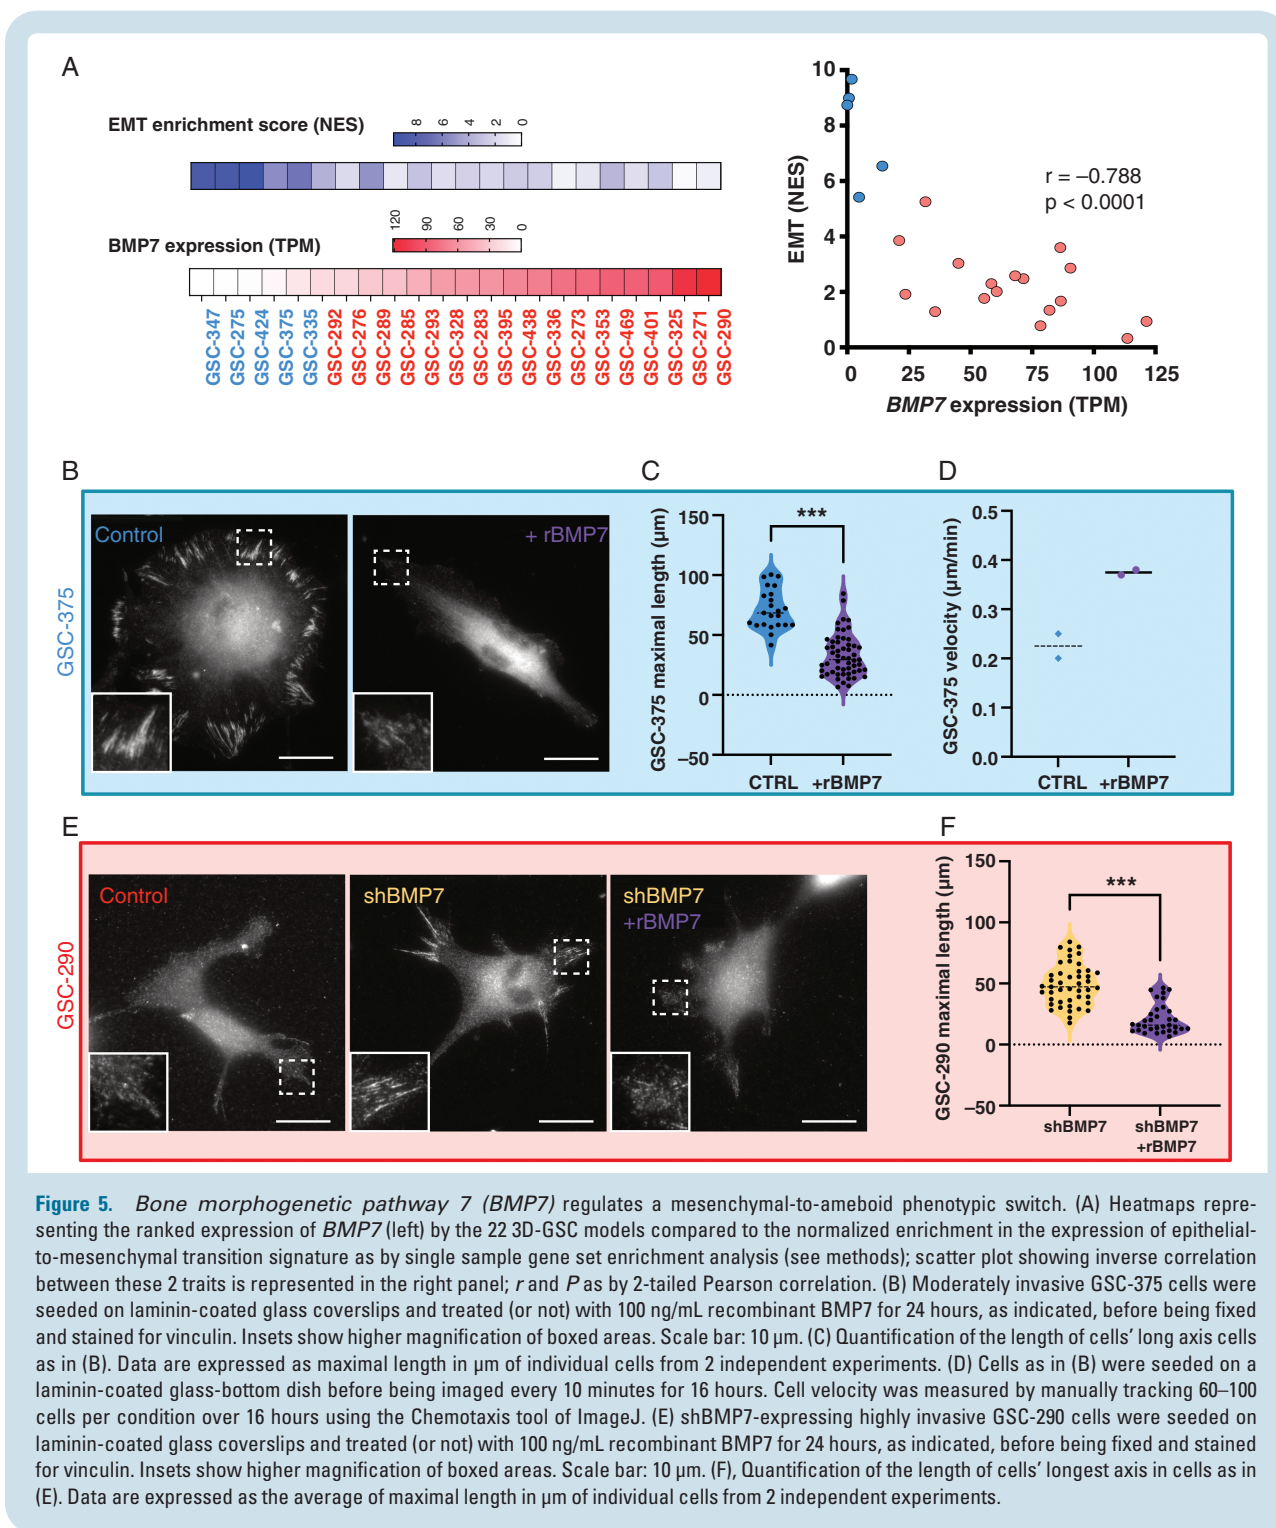 A
EMT enrichment score (NES)
8 6 4 2 0
BMP7 expression (TPM)
120 90 60 30 0
GSC-347
GSC-275
GSC-424
GSC-375
GSC-335
GSC-292
GSC-276
GSC-289
GSC-285
GSC-293
GSC-328
GSC-283
GSC-395
GSC-438
GSC-336
GSC-273
GSC-353
GSC-469
GSC-401
GSC-325
GSC-271
GSC-290
EMT (NES)
10
8
6
4
2
0
r = −0.788
p < 0.0001
0 25 50 75 100 125
BMP7 expression (TPM)
B
GSC-375
Control
+ rBMP7
C
GSC-375 maximal length (µm)
150
100
50
0
−50
***
CTRL +rBMP7
D
GSC-375 velocity (µm/min)
0.5
0.4
0.3
0.2
0.1
0.0
CTRL +rBMP7
E
GSC-290
Control
shBMP7
shBMP7
+rBMP7
F
GSC-290 maximal length (µm)
150
100
50
0
−50
***
shBMP7 shBMP7
+rBMP7
Figure 5. Bone morphogenetic pathway 7 (BMP7) regulates a mesenchymal-to-ameboid phenotypic switch. (A) Heatmaps repre-
senting the ranked expression of BMP7 (left) by the 22 3D-GSC models compared to the normalized enrichment in the expression of epithelial-
to-mesenchymal transition signature as by single sample gene set enrichment analysis (see methods); scatter plot showing inverse correlation
between these 2 traits is represented in the right panel; r and P as by 2-tailed Pearson correlation. (B) Moderately invasive GSC-375 cells were
seeded on laminin-coated glass coverslips and treated (or not) with 100 ng/mL recombinant BMP7 for 24 hours, as indicated, before being fixed
and stained for vinculin. Insets show higher magnification of boxed areas. Scale bar: 10 µm. (C) Quantification of the length of cells' long axis cells
as in (B). Data are expressed as maximal length in µm of individual cells from 2 independent experiments. (D) Cells as in (B) were seeded on a
laminin-coated glass-bottom dish before being imaged every 10 minutes for 16 hours. Cell velocity was measured by manually tracking 60–100
cells per condition over 16 hours using the Chemotaxis tool of ImageJ. (E) shBMP7-expressing highly invasive GSC-290 cells were seeded on
laminin-coated glass coverslips and treated (or not) with 100 ng/mL recombinant BMP7 for 24 hours, as indicated, before being fixed and stained
for vinculin. Insets show higher magnification of boxed areas. Scale bar: 10 µm. (F), Quantification of the length of cells' longest axis in cells as in
(E). Data are expressed as the average of maximal length in µm of individual cells from 2 independent experiments.